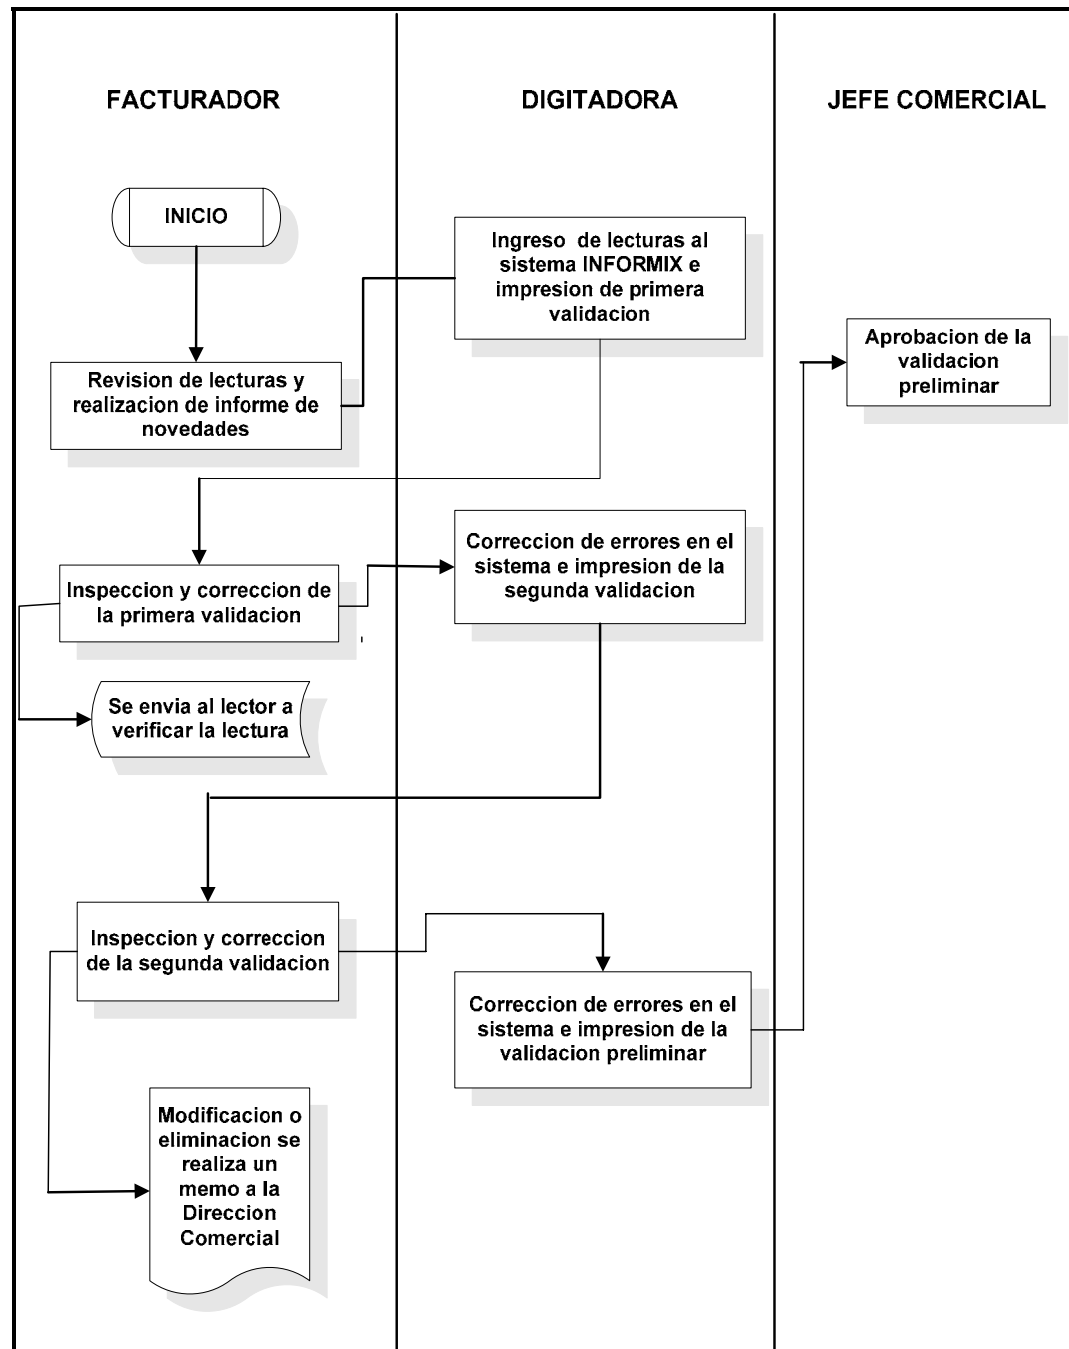 FACTURADOR
DIGITADORA
JEFE COMERCIAL
INICIO
Ingreso de lecturas al
sistema INFORMIX e
impresion de primera
validacion
Aprobacion de la
validacion
preliminar
Revision de lecturas y
realizacion de informe de
novedades
Correccion de errores en el
sistema e impresion de la
segunda validacion
Inspeccion y correccion de
la primera validacion
Se envia al lector a
verificar la lectura
Inspeccion y correccion
de la segunda validacion
Correccion de errores en el
sistema e impresion de la
validacion preliminar
Modificacion o
eliminacion se
realiza un
memo a la
Direccion
Comercial